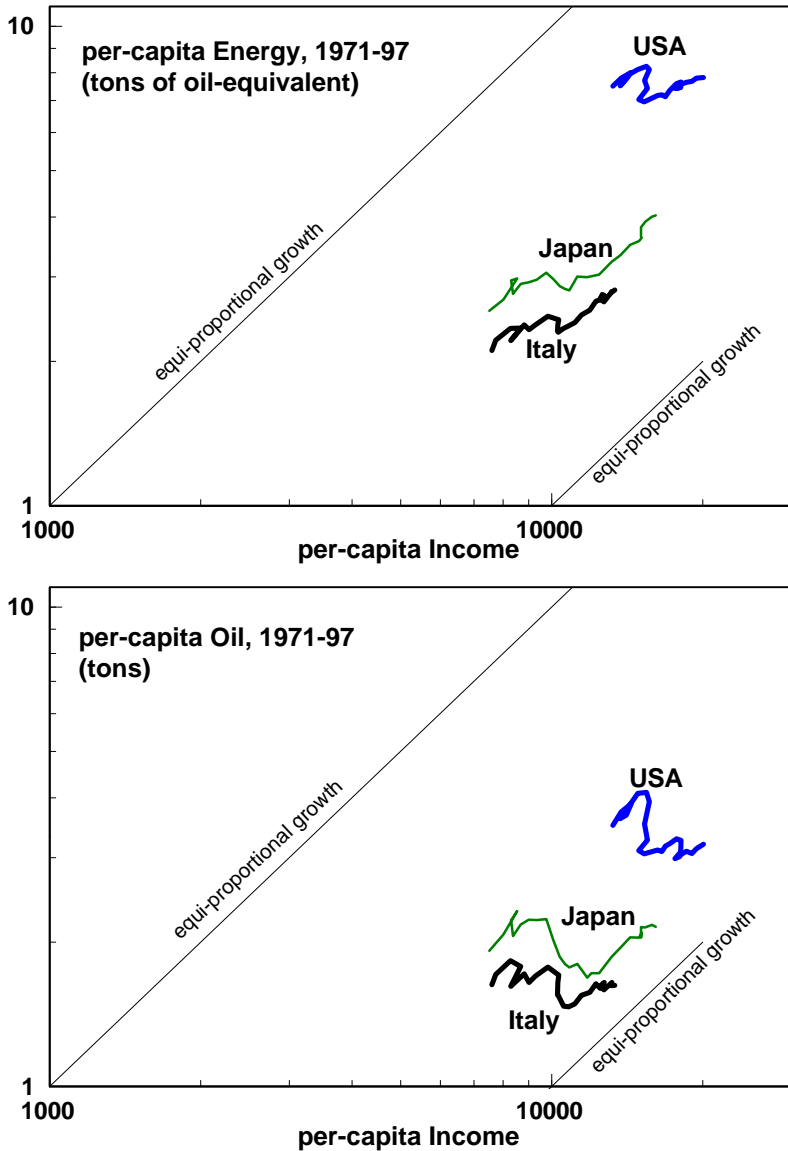 10
per-capita Energy, 1971-97
(tons of oil-equivalent)
USA
equi-proportional growth
Japan
Italy
equi-proportional growth
1
1000
10000
per-capita Income
10
per-capita Oil, 1971-97
(tons)
USA
equi-proportional growth
Japan
Italy
equi-proportional growth
1
1000
10000
per-capita Income